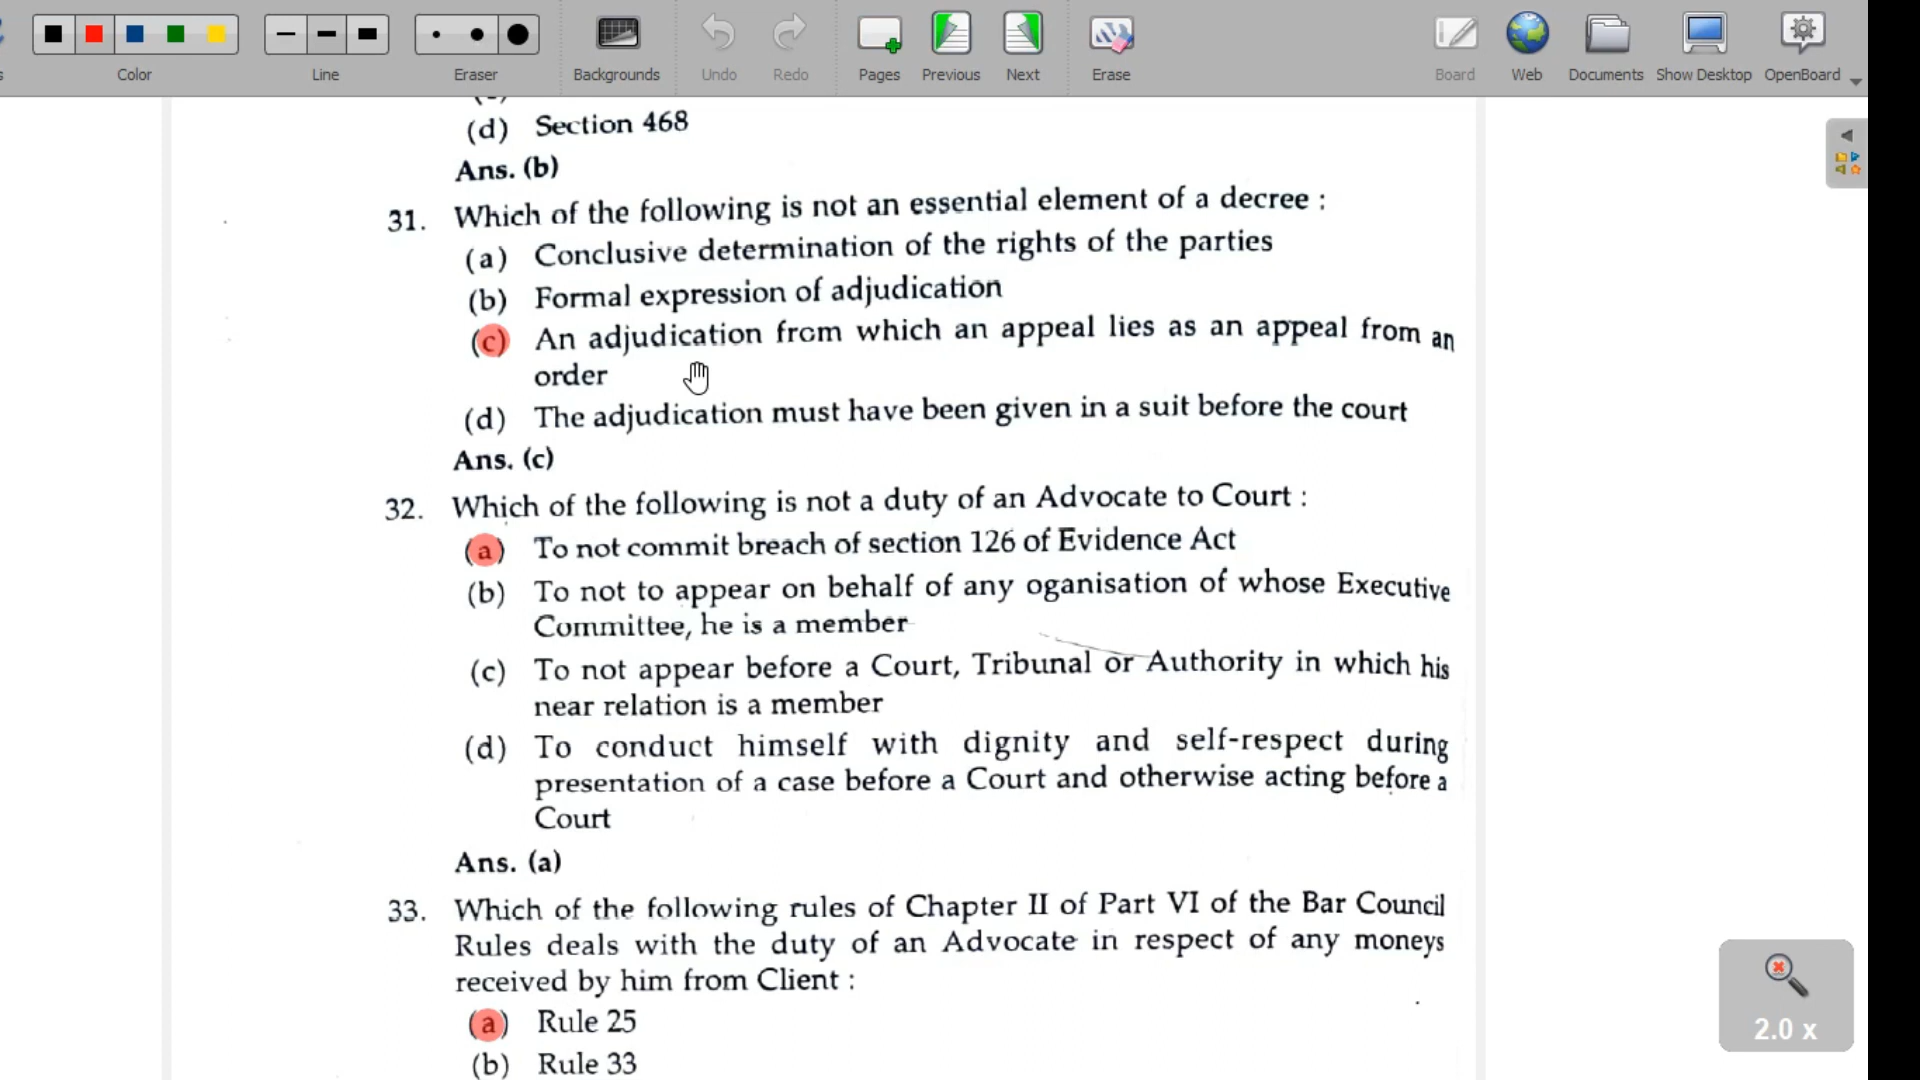 Color
Line
Eraser
Backgrounds
Undo
Redo
Pages
Previous
Next
Erase
Board
Web
Documents
Show Desktop
OpenBoard
(d) Section 468
Ans. (b)
31. Which of the following is not an essential element of a decree :
(a) Conclusive determination of the rights of the parties
(b) Formal expression of adjudication
(c) An adjudication from which an appeal lies as an appeal from an
order
(d) The adjudication must have been given in a suit before the court
Ans. (c)
32. Which of the following is not a duty of an Advocate to Court :
(a) To not commit breach of section 126 of Evidence Act
(b) To not to appear on behalf of any oganisation of whose Executive
Committee, he is a member
(c) To not appear before a Court, Tribunal or Authority in which his
near relation is a member
(d) To conduct himself with dignity and self-respect during
presentation of a case before a Court and otherwise acting before a
Court
Ans. (a)
33. Which of the following rules of Chapter II of Part VI of the Bar Council
Rules deals with the duty of an Advocate in respect of any moneys
received by him from Client :
(a) Rule 25
(b) Rule 33
2.0 x